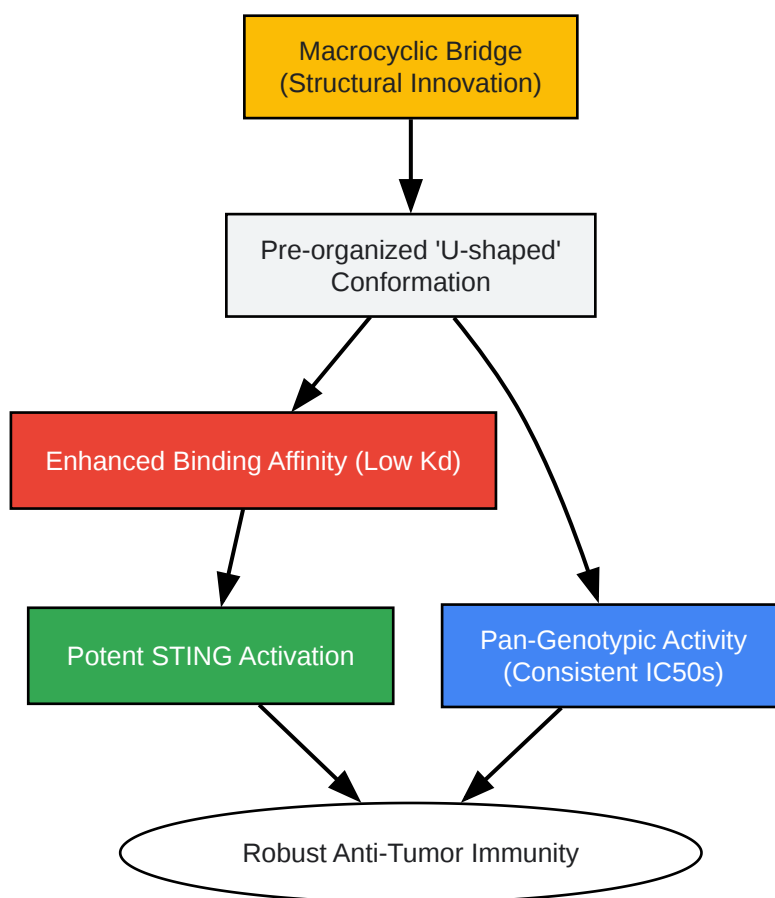 Macrocyclic Bridge
(Structural Innovation)
Pre-organized 'U-shaped'
Conformation
Enhanced Binding Affinity (Low Kd)
Potent STING Activation
Pan-Genotypic Activity
(Consistent IC50s)
Robust Anti-Tumor Immunity